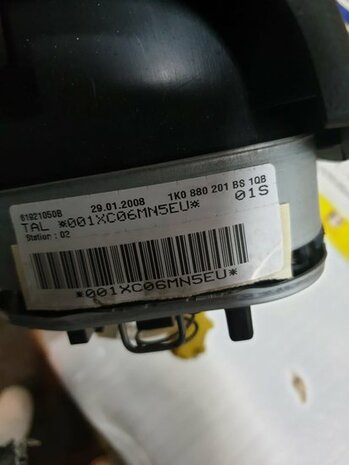 61921050B 29.01.2008 1K0 880 201 BS 1QB
TAL *001XC06MN5EU* 01S
Station : 02
*001XC06MN5EU*